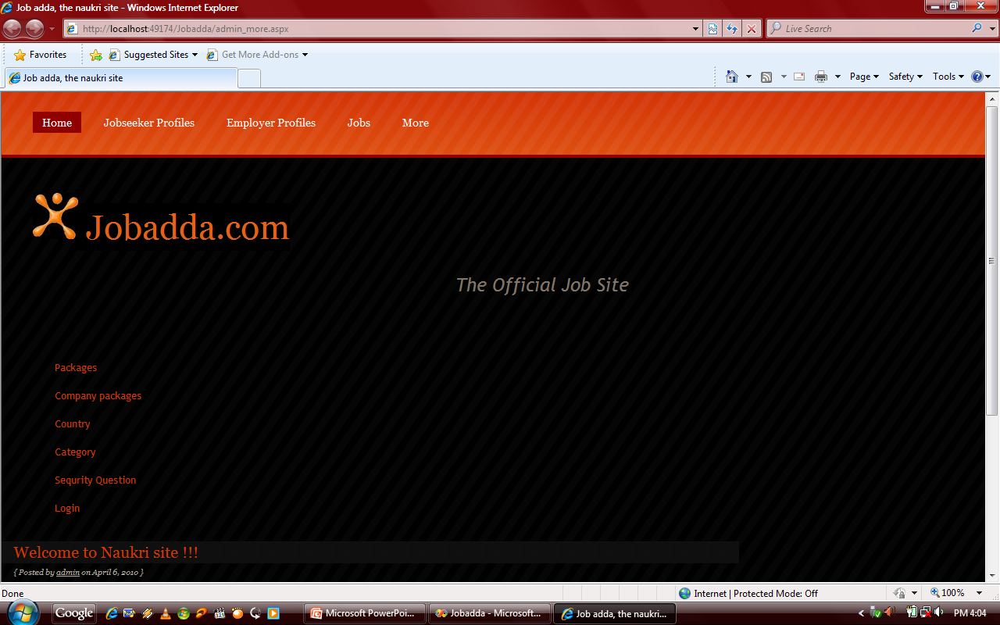 Job adda, the naukri site - Windows Internet Explorer
http://localhost:49174/Jobadda/admin_more.aspx
Live Search
Favorites Suggested Sites Get More Add-ons
Job adda, the naukri site
Page Safety Tools
Home Jobseeker Profiles Employer Profiles Jobs More
Jobadda.com
The Official Job Site
Packages
Company packages
Country
Category
Sequrity Question
Login
Welcome to Naukri site !!!
{ Posted by admin on April 6, 2010 }
Done Internet | Protected Mode: Off 100%
Google Microsoft PowerPoi... Jobadda - Microsoft... Job adda, the naukri... PM 4:04